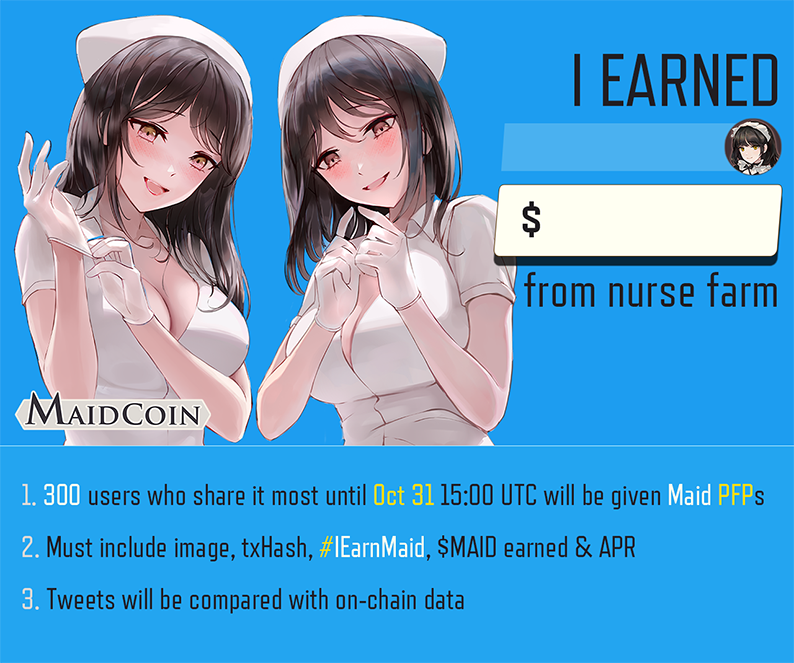 I EARNED
$
from nurse farm
MAIDCOIN
1. 300 users who share it most until Oct 31 15:00 UTC will be given Maid PFPs
2. Must include image, txHash, #IEarnMaid, $MAID earned & APR
3. Tweets will be compared with on-chain data